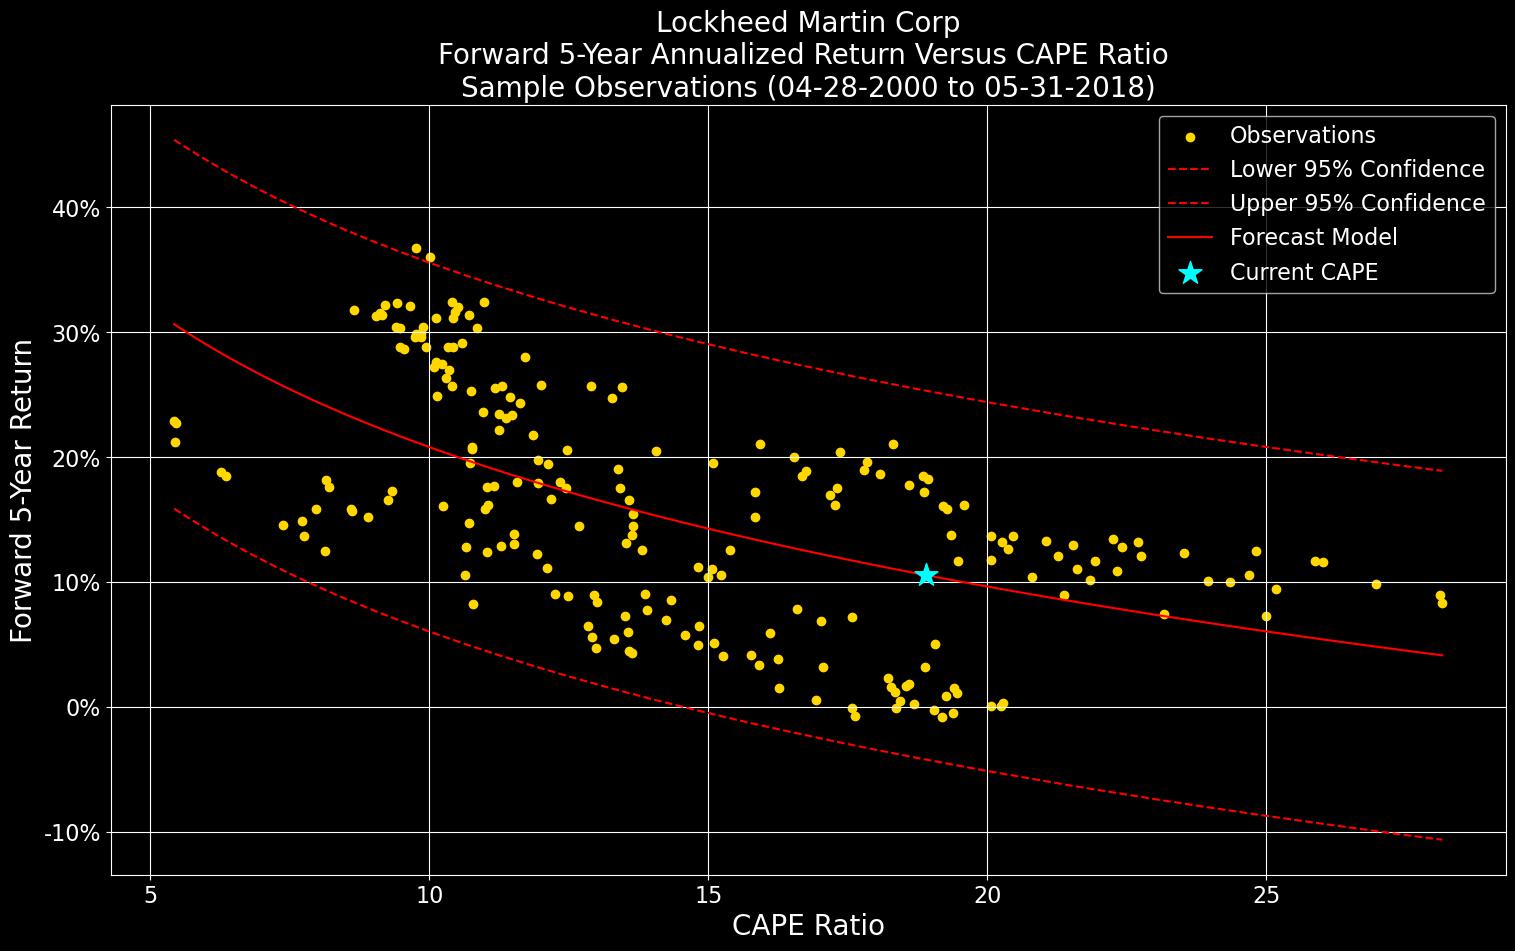 Lockheed Martin Corp
Forward 5-Year Annualized Return Versus CAPE Ratio
Sample Observations (04-28-2000 to 05-31-2018)
Observations
Lower 95% Confidence
Upper 95% Confidence
Forecast Model
Current CAPE
Forward 5-Year Return
40%
30%
20%
10%
0%
-10%
5 10 15 20 25
CAPE Ratio